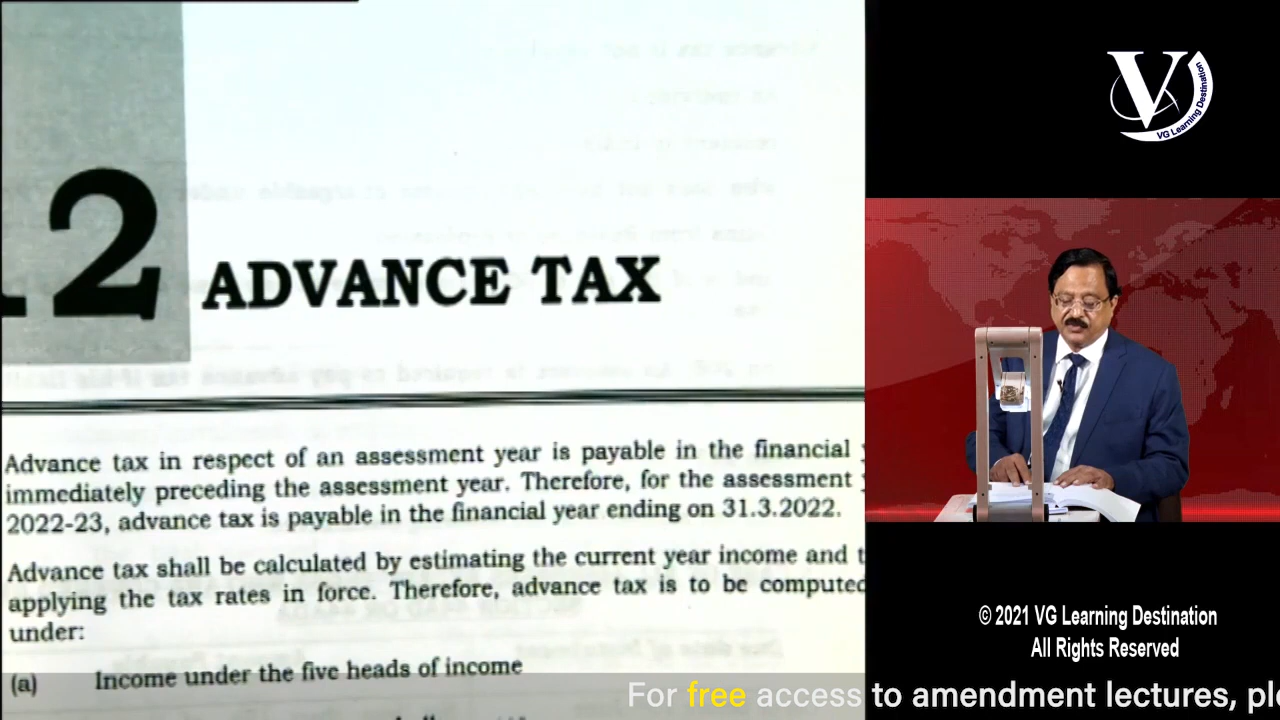 12
ADVANCE TAX
Advance tax in respect of an assessment year is payable in the financial
immediately preceding the assessment year. Therefore, for the assessment
2022-23, advance tax is payable in the financial year ending on 31.3.2022.
Advance tax shall be calculated by estimating the current year income and
applying the tax rates in force. Therefore, advance tax is to be computed
under:
(a) Income under the five heads of income
V
VG Learning Destination
© 2021 VG Learning Destination
All Rights Reserved
For free access to amendment lectures,